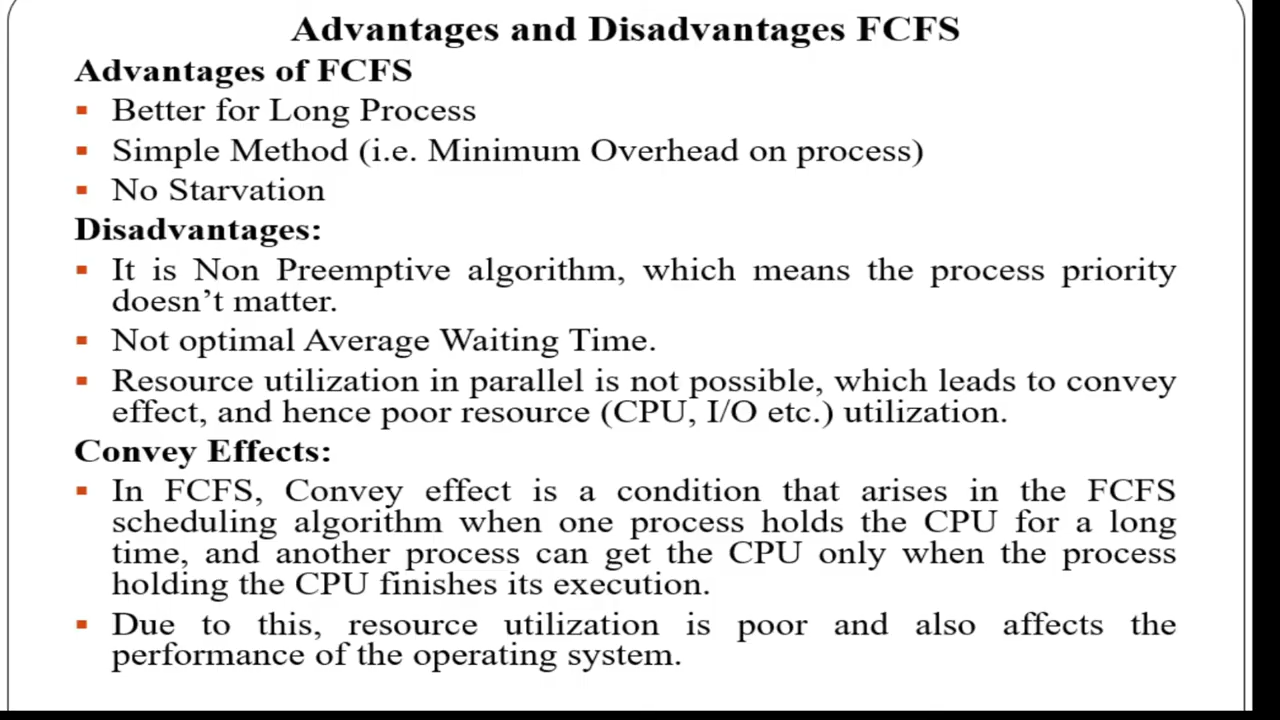 Advantages and Disadvantages FCFS
Advantages of FCFS
▪ Better for Long Process
▪ Simple Method (i.e. Minimum Overhead on process)
▪ No Starvation
Disadvantages:
▪ It is Non Preemptive algorithm, which means the process priority
doesn’t matter.
▪ Not optimal Average Waiting Time.
▪ Resource utilization in parallel is not possible, which leads to convey
effect, and hence poor resource (CPU, I/O etc.) utilization.
Convey Effects:
▪ In FCFS, Convey effect is a condition that arises in the FCFS
scheduling algorithm when one process holds the CPU for a long
time, and another process can get the CPU only when the process
holding the CPU finishes its execution.
▪ Due to this, resource utilization is poor and also affects the
performance of the operating system.